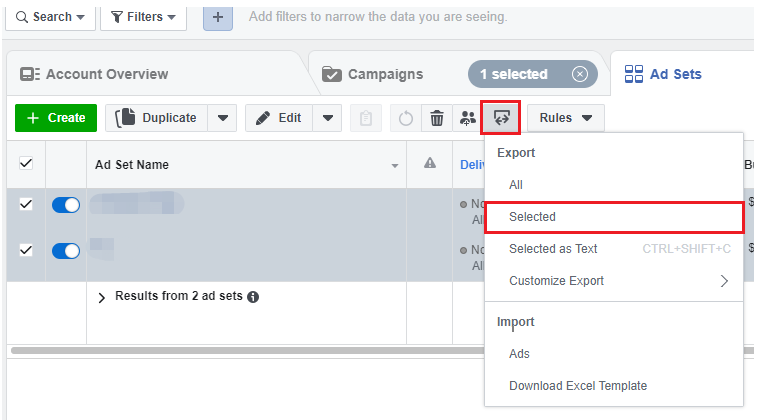 Search
Filters
+
Add filters to narrow the data you are seeing.
Account Overview
Campaigns
1 selected
Ad Sets
+ Create
Duplicate
Edit
Rules
Ad Set Name
Deli
Bu
No
All
$
No
All
$
Results from 2 ad sets
Export
All
Selected
Selected as Text CTRL+SHIFT+C
Customize Export
Import
Ads
Download Excel Template